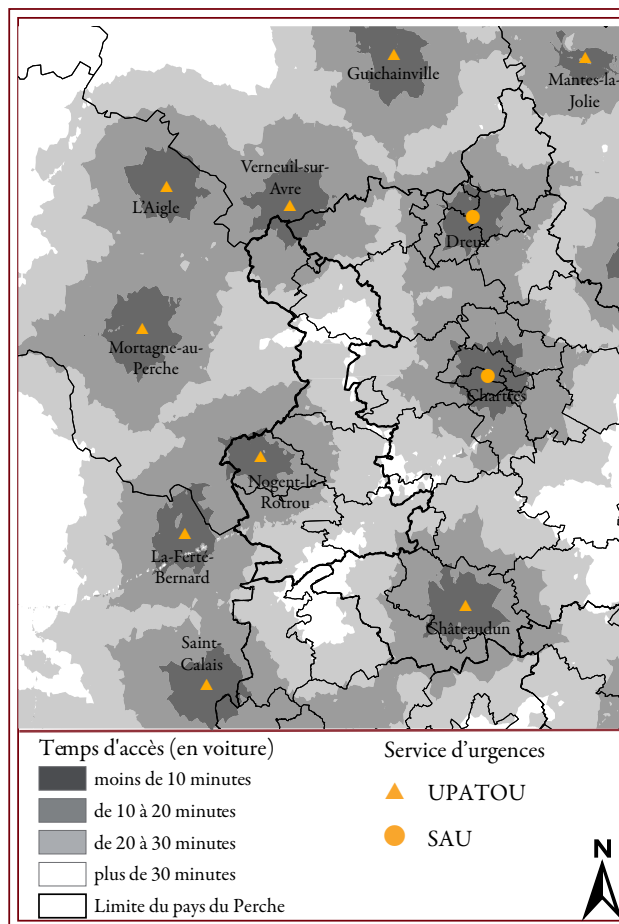 Guichainville
Mantes-la-
Jolie
Verneuil-sur-
Avre
L'Aigle
Dreux
Mortagne-au-
Perche
Chartres
Nogent-le-
Rotrou
La-Ferté-
Bernard
Châteaudun
Saint-
Calais
Temps d'accès (en voiture)
moins de 10 minutes
de 10 à 20 minutes
de 20 à 30 minutes
plus de 30 minutes
Limite du pays du Perche
Service d'urgences
UPATOU
SAU
N